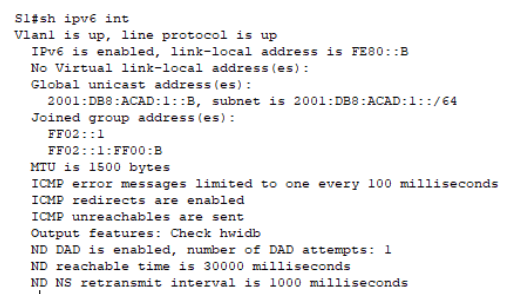 S1#sh ipv6 int
Vlan1 is up, line protocol is up
IPv6 is enabled, link-local address is FE80::B
No Virtual link-local address(es):
Global unicast address(es):
2001:DB8:ACAD:1::B, subnet is 2001:DB8:ACAD:1::/64
Joined group address(es):
FF02::1
FF02::1:FF00:B
MTU is 1500 bytes
ICMP error messages limited to one every 100 milliseconds
ICMP redirects are enabled
ICMP unreachables are sent
Output features: Check hwidb
ND DAD is enabled, number of DAD attempts: 1
ND reachable time is 30000 milliseconds
ND NS retransmit interval is 1000 milliseconds